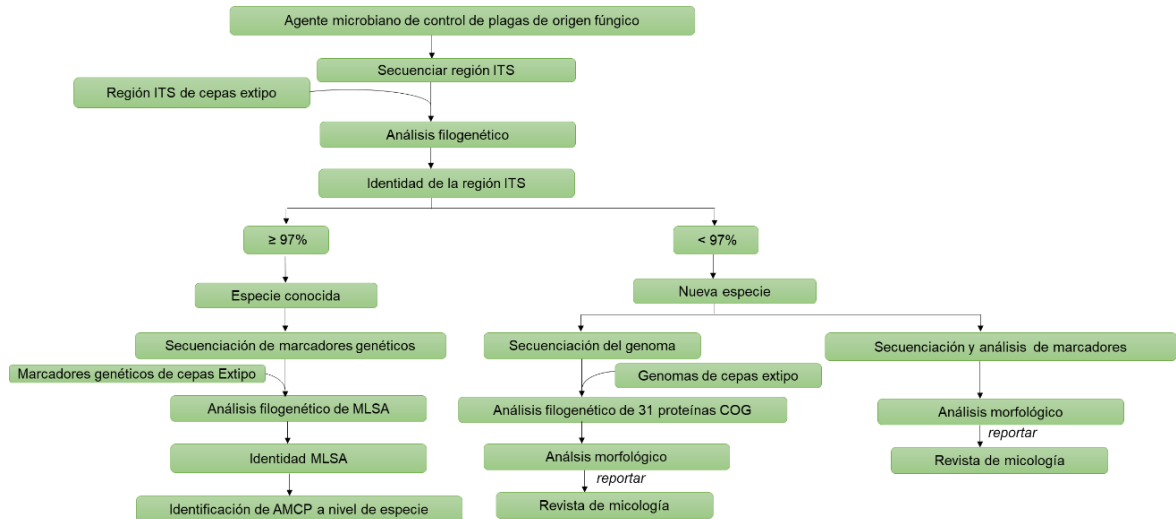 Agente microbiano de control de plagas de origen fúngico
Secuenciar región ITS
Región ITS de cepas extipo
Análisis filogenético
Identidad de la región ITS
≥ 97%
< 97%
Especie conocida
Nueva especie
Secuenciación de marcadores genéticos
Secuenciación del genoma
Secuenciación y análisis de marcadores
Marcadores genéticos de cepas Extipo
Genomas de cepas extipo
Análisis filogenético de MLSA
Análisis filogenético de 31 proteínas COG
Análisis morfológico
reportar
Identidad MLSA
Análsis morfológico
Revista de micología
reportar
Identificación de AMCP a nivel de especie
Revista de micología